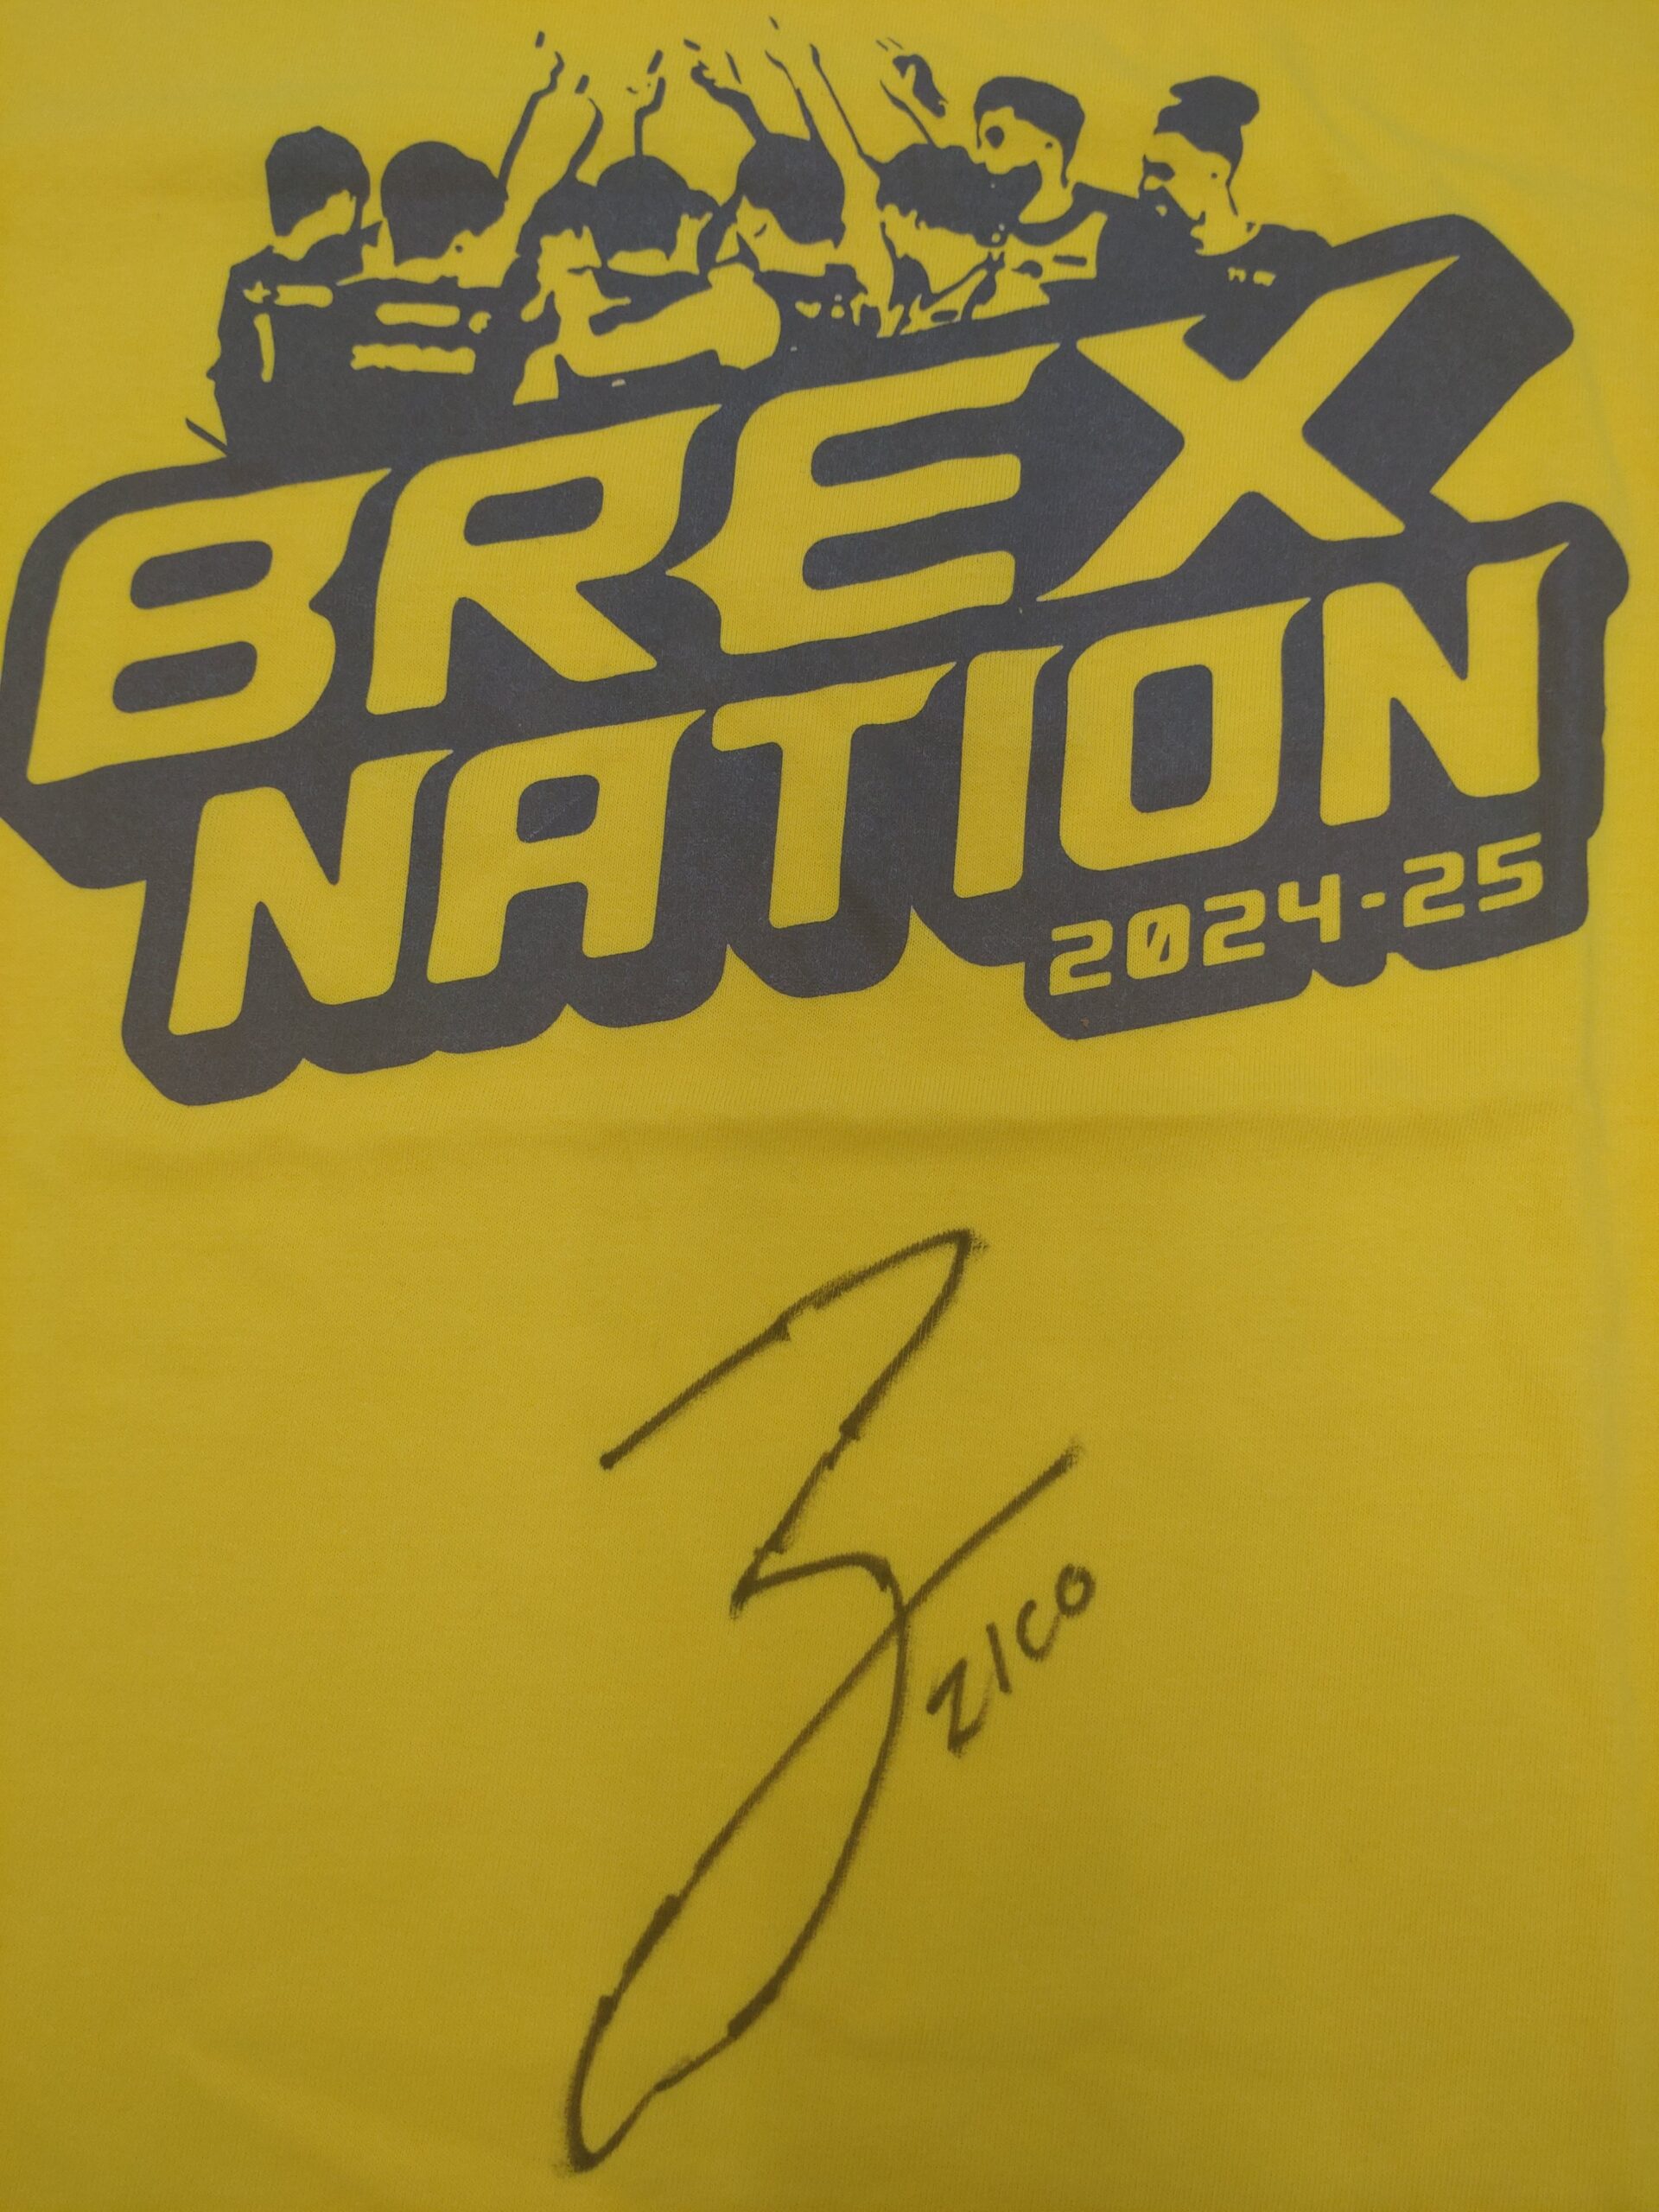 BREX
NATION
2024-25
ZICO